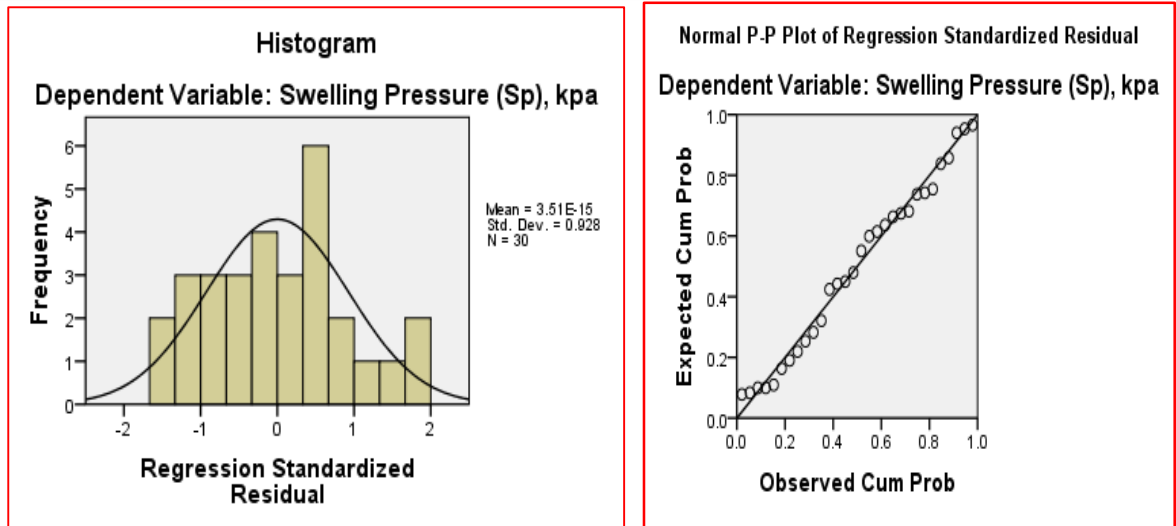 Histogram
Dependent Variable: Swelling Pressure (Sp), kpa
Frequency
6
5
4
3
2
1
0
-2
-1
0
1
2
Mean = 3.51E-15
Std. Dev. = 0.928
N = 30
Regression Standardized
Residual
Normal P-P Plot of Regression Standardized Residual
Dependent Variable: Swelling Pressure (Sp), kpa
Expected Cum Prob
1.0
0.8
0.6
0.4
0.2
0.0
0.0
0.2
0.4
0.6
0.8
1.0
Observed Cum Prob